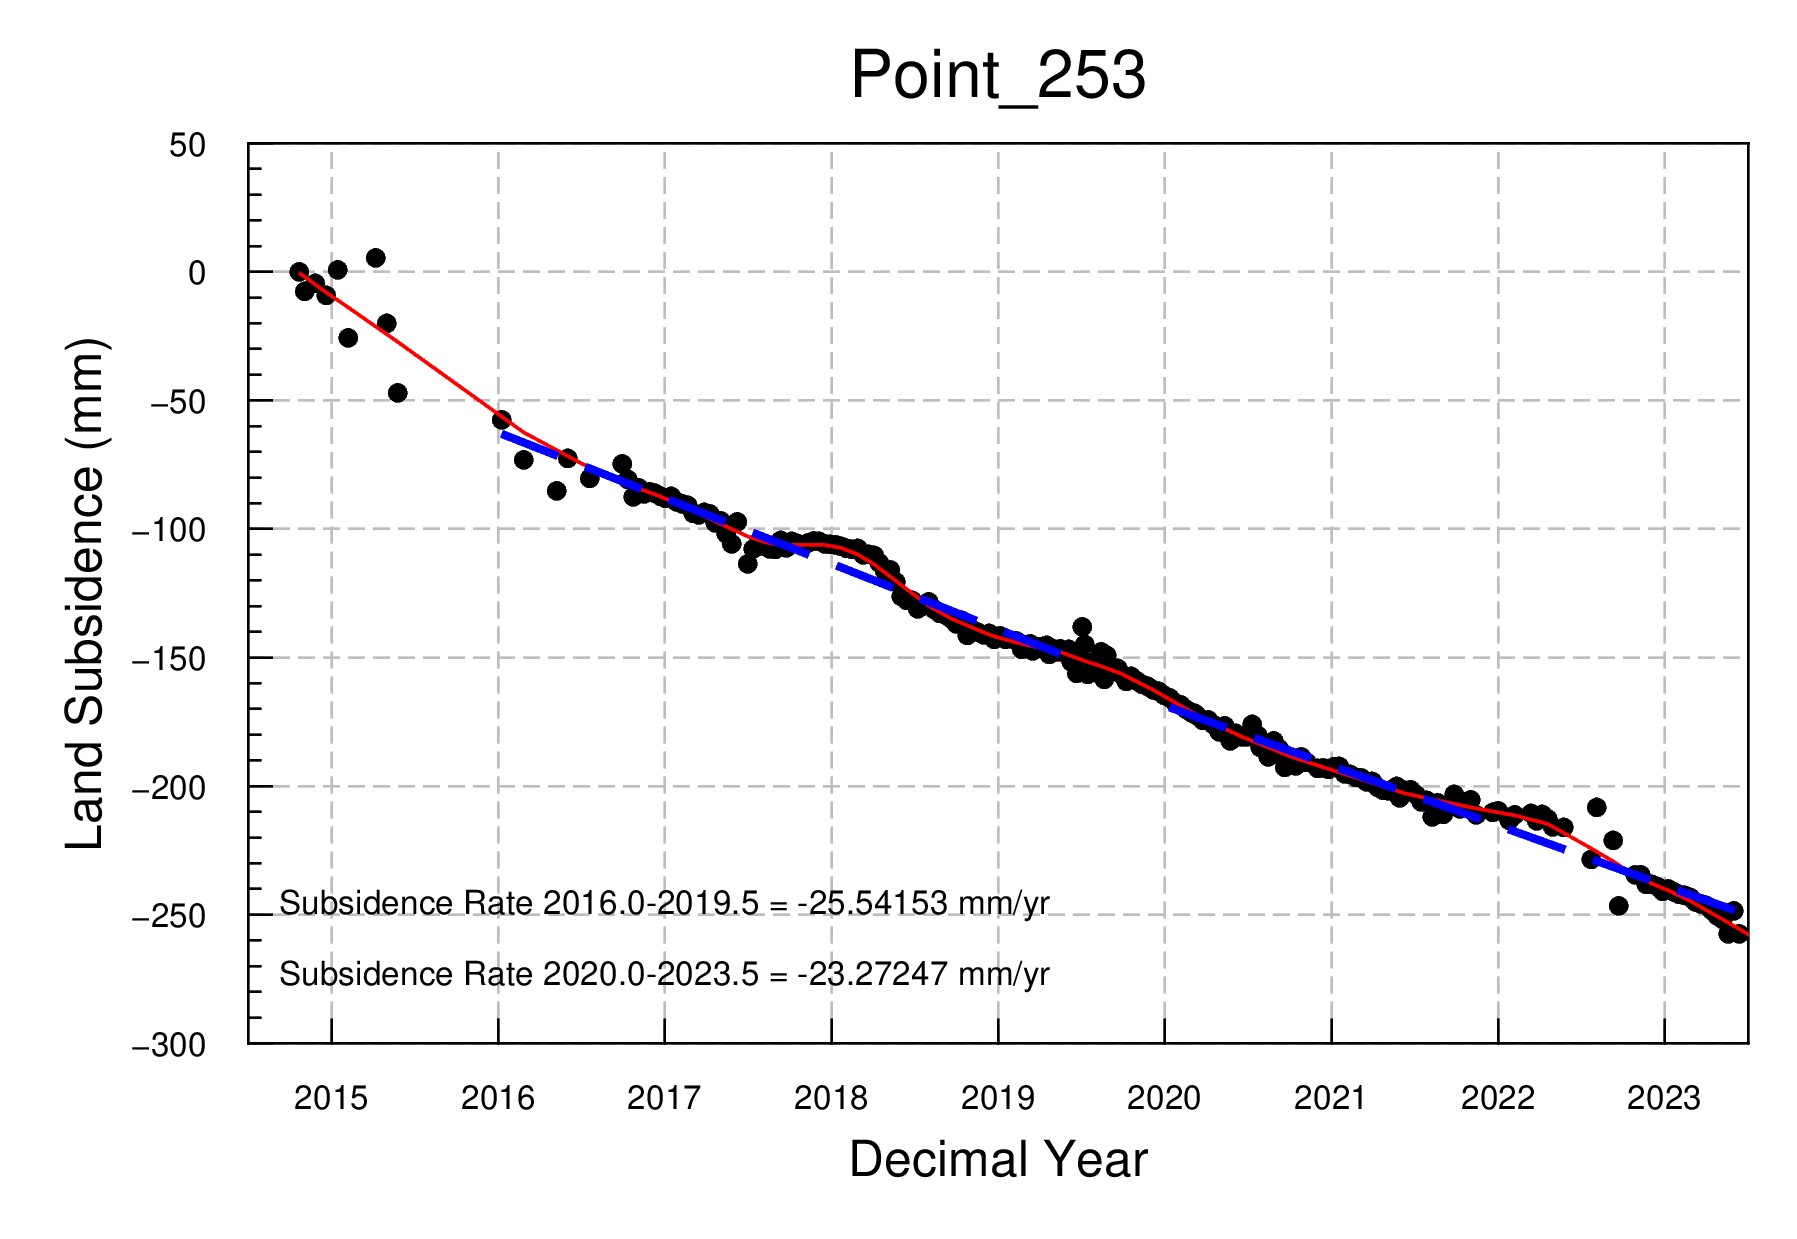 Point_253
50
0
−50
−100
−150
−200
−250
−300
Land Subsidence (mm)
Subsidence Rate 2016.0-2019.5 = -25.54153 mm/yr
Subsidence Rate 2020.0-2023.5 = -23.27247 mm/yr
2015 2016 2017 2018 2019 2020 2021 2022 2023
Decimal Year